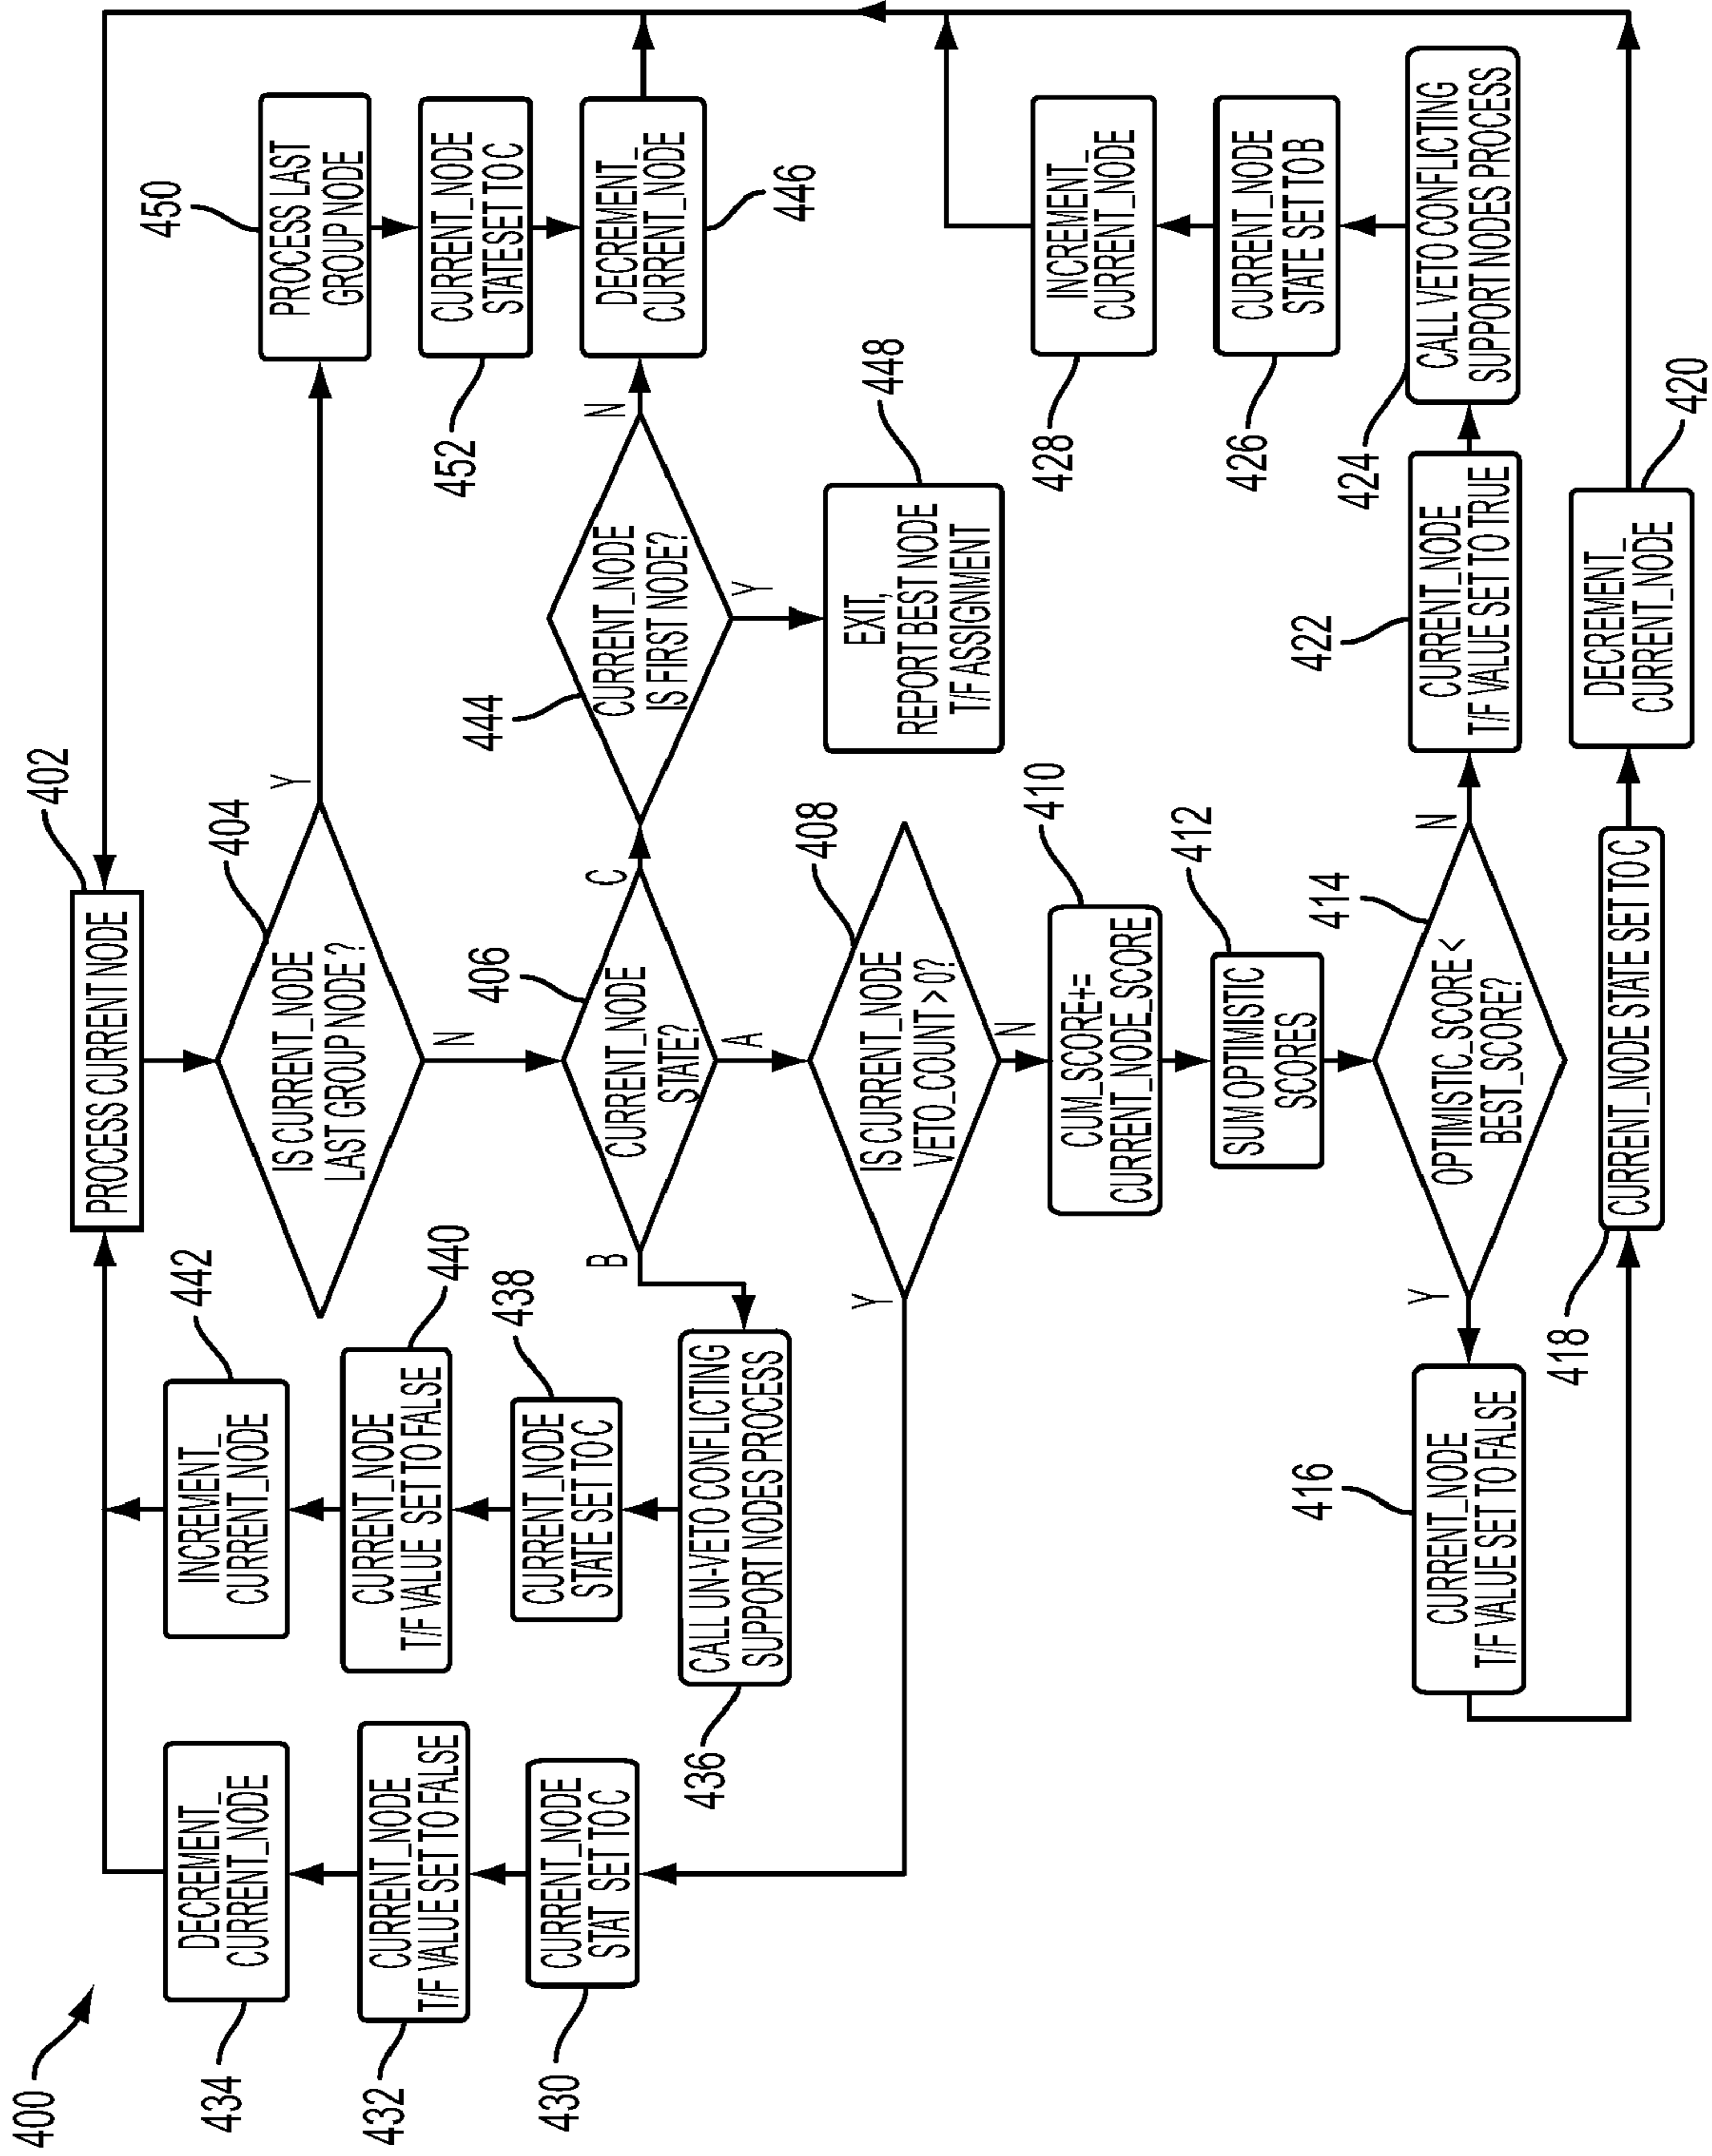 400
402
PROCESS CURRENT NODE
404
IS CURRENT_NODE
LAST GROUP NODE ?
Y
N
450
PROCESS LAST
GROUP NODE
452
CURRENT_NODE
STATE SET TO C
DECREMENT_
CURRENT_NODE
446
406
CURRENT_NODE
STATE?
A
B
C
444
CURRENT_NODE
IS FIRST NODE?
N
Y
448
EXIT,
REPORT BEST NODE
T/F ASSIGNMENT
408
IS CURRENT_NODE
VETO_COUNT > 0?
Y
N
410
CUM_SCORE+=
CURRENT_NODE_SCORE
412
SUM OPTIMISTIC
SCORES
414
OPTIMISTIC_SCORE <
BEST_SCORE?
Y
N
416
CURRENT_NODE
T/F VALUE SET TO FALSE
418
CURRENT_NODE STATE SET TO C
420
DECREMENT_
CURRENT_NODE
422
CURRENT_NODE
T/F VALUE SET TO TRUE
424
CALL VETO CONFLICTING
SUPPORT NODES PROCESS
426
CURRENT_NODE
STATE SET TO B
428
INCREMENT_
CURRENT_NODE
430
CURRENT_NODE
STAT SET TO C
432
CURRENT_NODE
T/F VALUE SET TO FALSE
434
DECREMENT_
CURRENT_NODE
436
CALL UN-VETO CONFLICTING
SUPPORT NODES PROCESS
438
CURRENT_NODE
STATE SET TO C
440
CURRENT_NODE
T/F VALUE SET TO FALSE
442
INCREMENT_
CURRENT_NODE